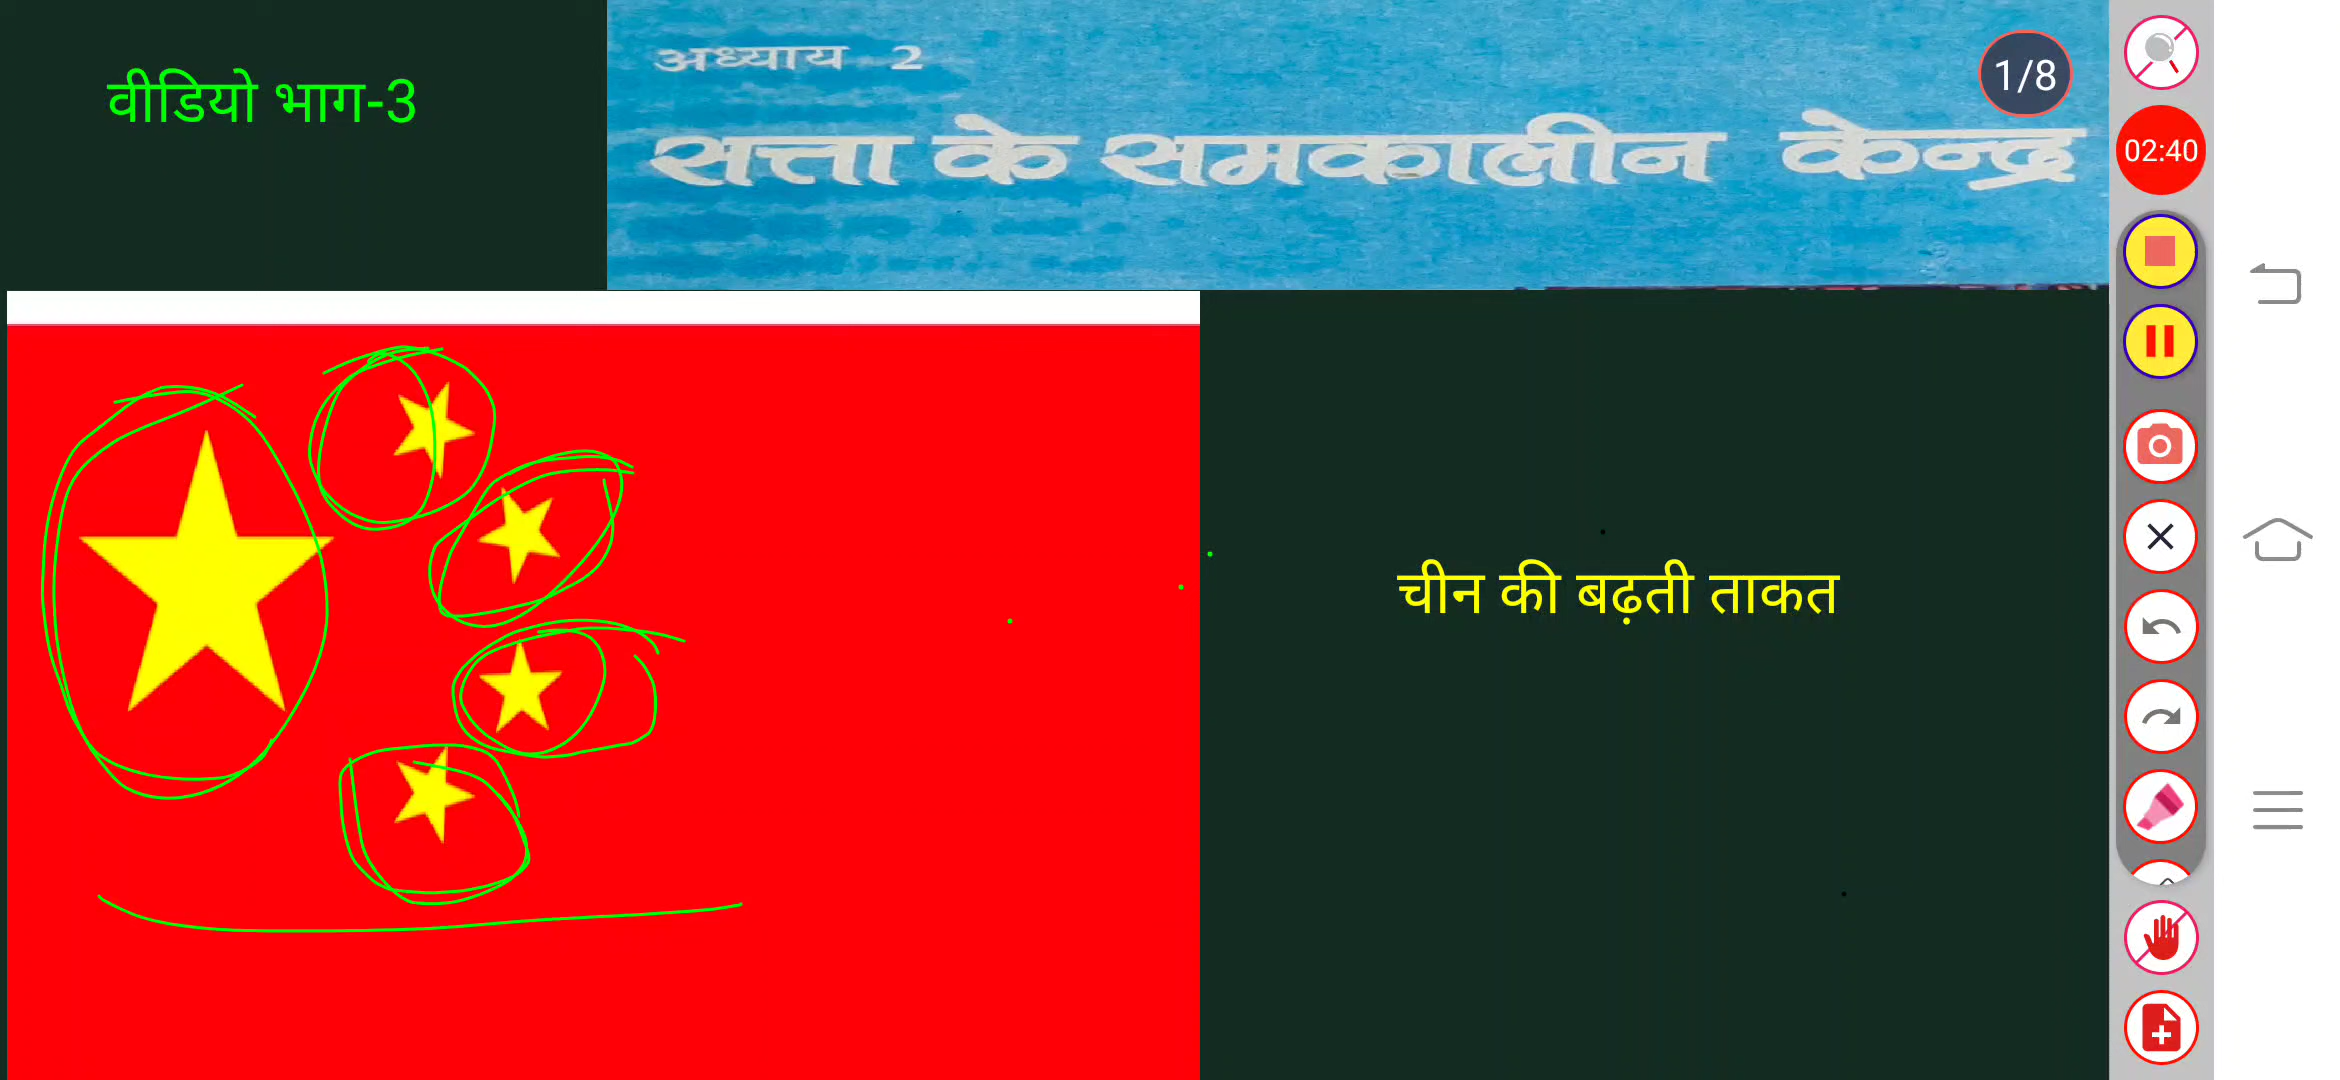 वीडियो भाग-3
अध्याय 2
सत्ता के समकालीन केन्द्र
1/8
02:40
चीन की बढ़ती ताकत